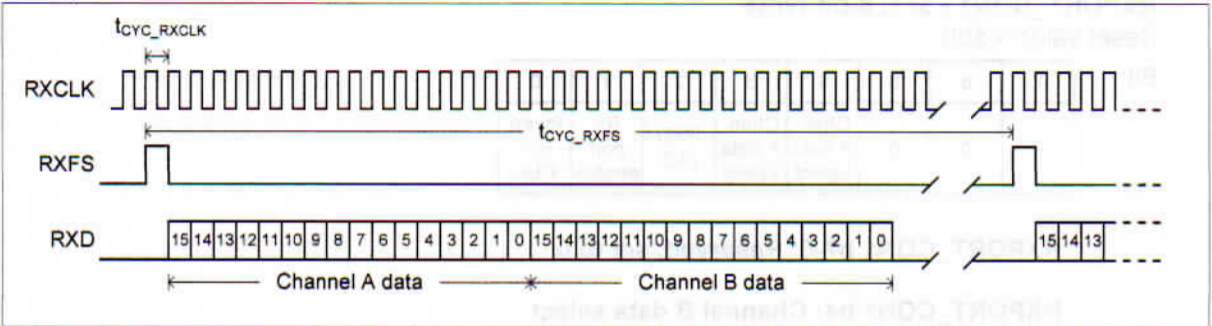 tCYC_RXCLK
RXCLK
tCYC_RXFS
RXFS
RXD
15 14 13 12 11 10 9 8 7 6 5 4 3 2 1 0 15 14 13 12 11 10 9 8 7 6 5 4 3 2 1 0 15 14 13
Channel A data Channel B data